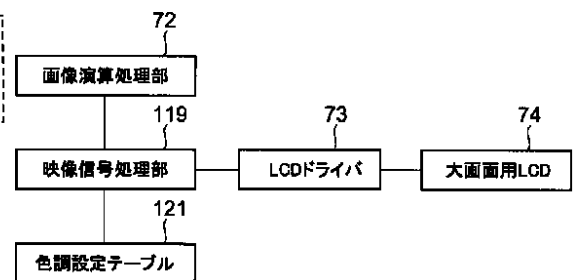 72
画像演算処理部
119
73
74
映像信号処理部
LCDドライバ
大画面用LCD
121
色調設定テーブル